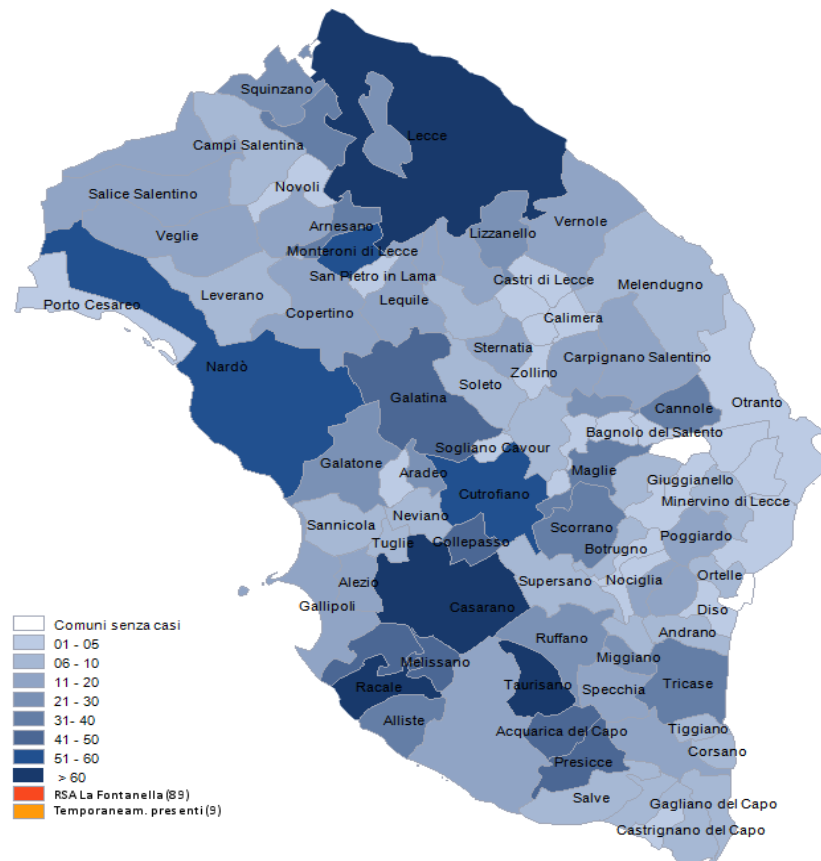 Squinzano
Lecce
Campi Salentina
Novoli
Salice Salentino
Arnesano
Vernole
Lizzanello
Veglie
Monteroni di Lecce
San Pietro in Lama
Castri di Lecce
Melendugno
Leverano
Lequile
Porto Cesareo
Copertino
Calimera
Sternatia
Carpignano Salentino
Nardò
Zollino
Soleto
Galatina
Cannole
Otranto
Bagnolo del Salento
Sogliano Cavour
Galatone
Aradeo
Maglie
Giuggianello
Cutrofiano
Minervino di Lecce
Neviano
Sannicola
Scorrano
Poggiardo
Tuglie
Collepasso
Botrugno
Ortelle
Alezio
Supersano
Nociglia
Gallipoli
Casarano
Diso
Andrano
Ruffano
Miggiano
Melissano
Racale
Taurisano
Specchia
Tricase
Alliste
Acquarica del Capo
Tiggiano
Corsano
Presicce
Salve
Gagliano del Capo
Castrignano del Capo
Comuni senza casi
01 - 05
06 - 10
11 - 20
21 - 30
31- 40
41 - 50
51 - 60
> 60
RSA La Fontanella (89)
Temporaneam. presenti (9)